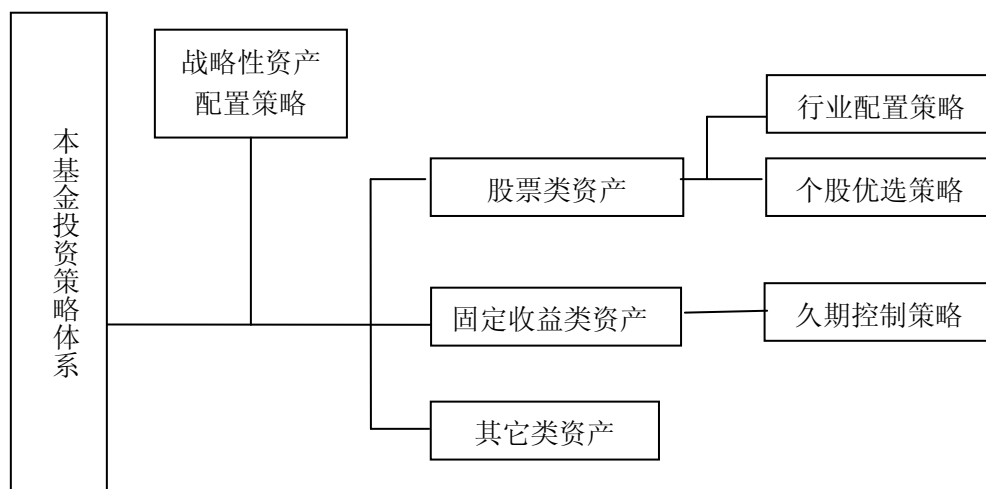 本基金投资策略体系
战略性资产
配置策略
股票类资产
行业配置策略
个股优选策略
固定收益类资产
久期控制策略
其它类资产